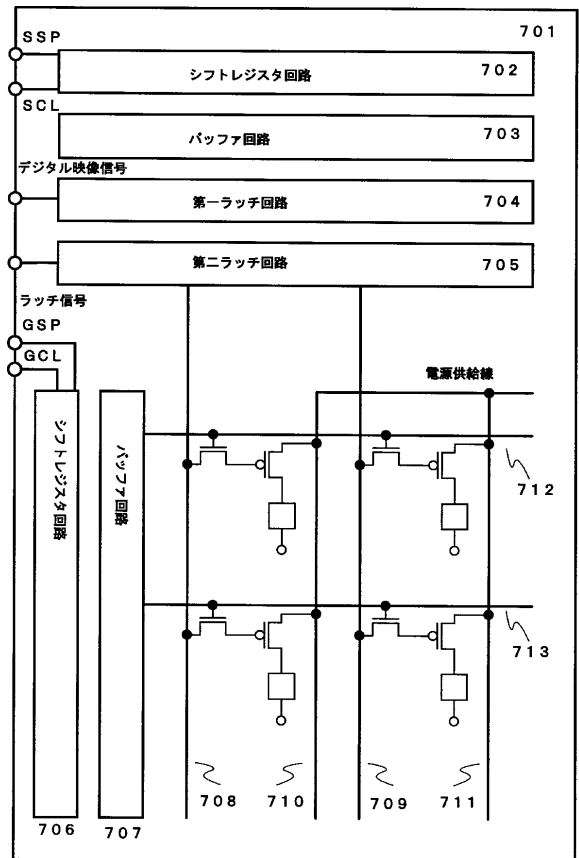 701
SSP
シフトレジスタ回路
702
SCL
バッファ回路
703
デジタル映像信号
第一ラッチ回路
704
第二ラッチ回路
705
ラッチ信号
GSP
GCL
電源供給線
シフトレジスタ回路
バッファ回路
712
713
708
710
709
711
706
707